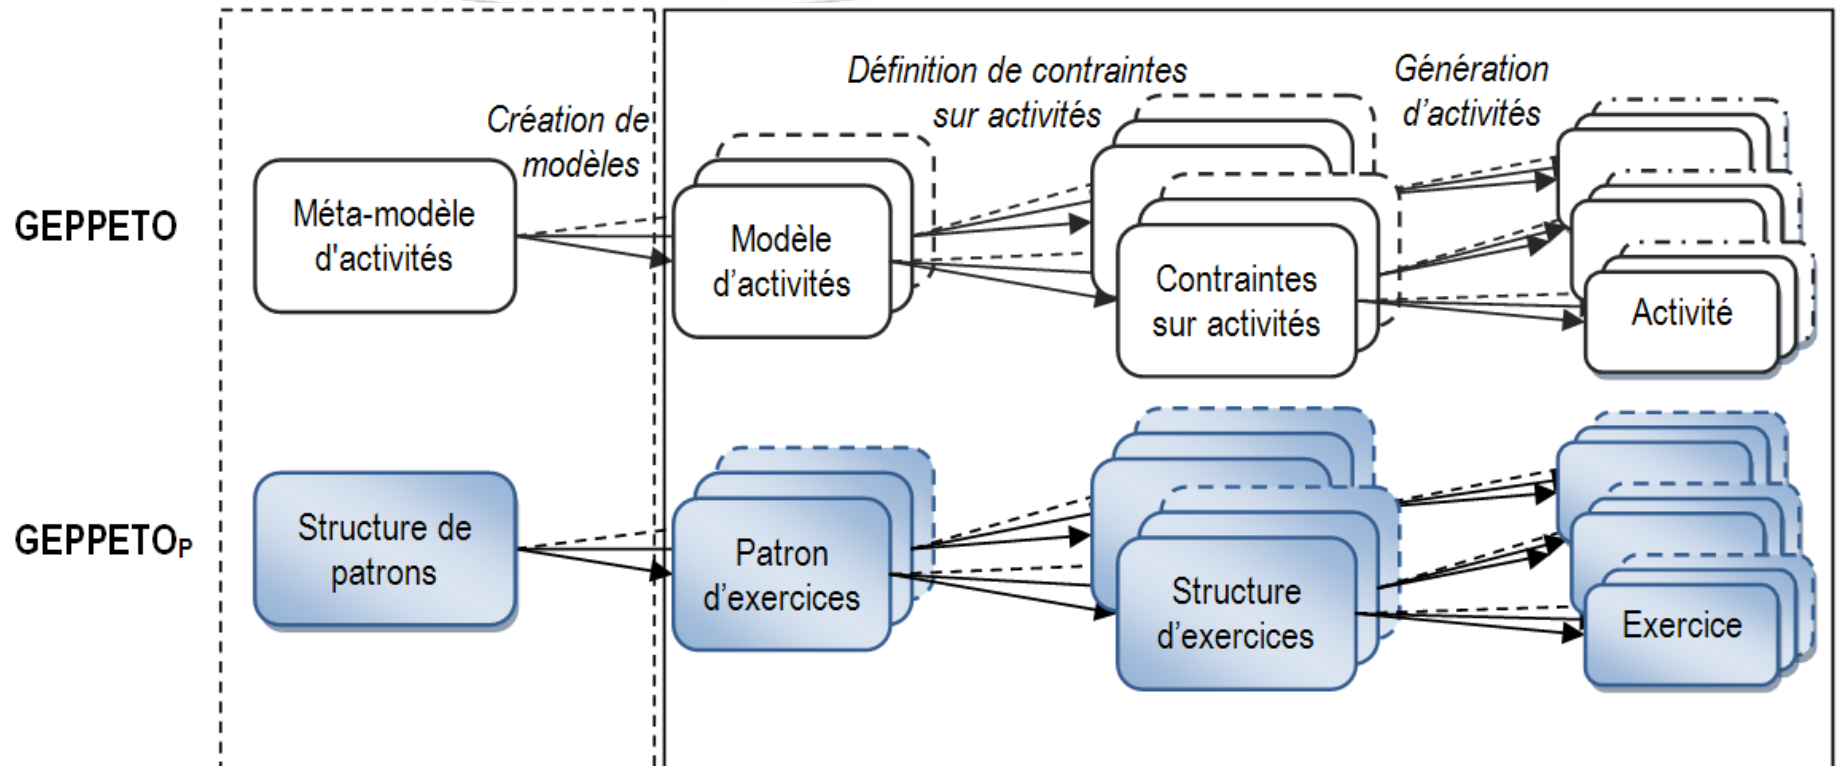 Création de
modèles
Définition de contraintes
sur activités
Génération
d’activités
GEPPETO
Méta-modèle
d'activités
Modèle
d’activités
Contraintes
sur activités
Activité
GEPPETOP
Structure de
patrons
Patron
d’exercices
Structure
d’exercices
Exercice